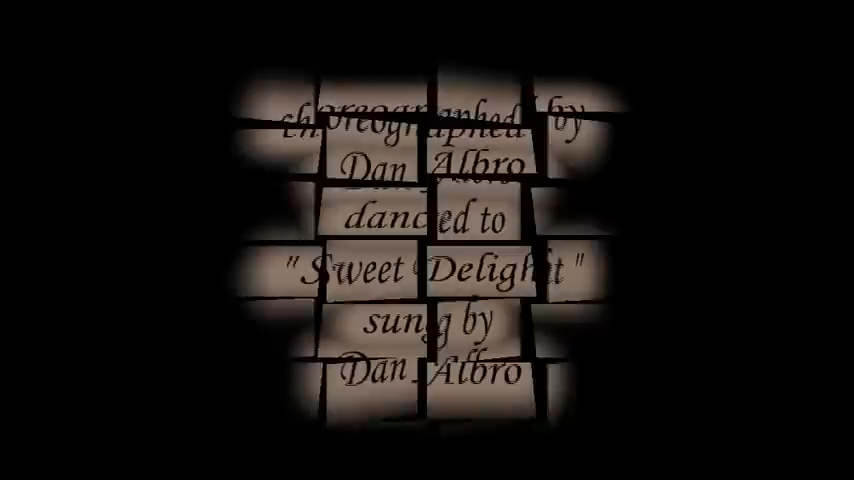 choreographed by
Dan Albro
danced to
"Sweet Delight"
sung by
Dan Albro